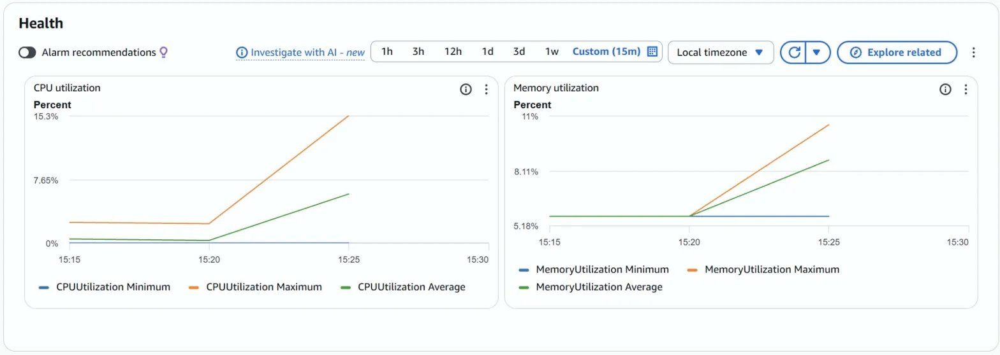 Health
Alarm recommendations
Investigate with AI - new
1h 3h 12h 1d 3d 1w Custom (15m)
Local timezone
Explore related
CPU utilization
Percent
15.3%
7.65%
0%
15:15 15:20 15:25 15:30
CPUUtilization Minimum CPUUtilization Maximum CPUUtilization Average
Memory utilization
Percent
11%
8.11%
5.18%
15:15 15:20 15:25 15:30
MemoryUtilization Minimum MemoryUtilization Maximum
MemoryUtilization Average